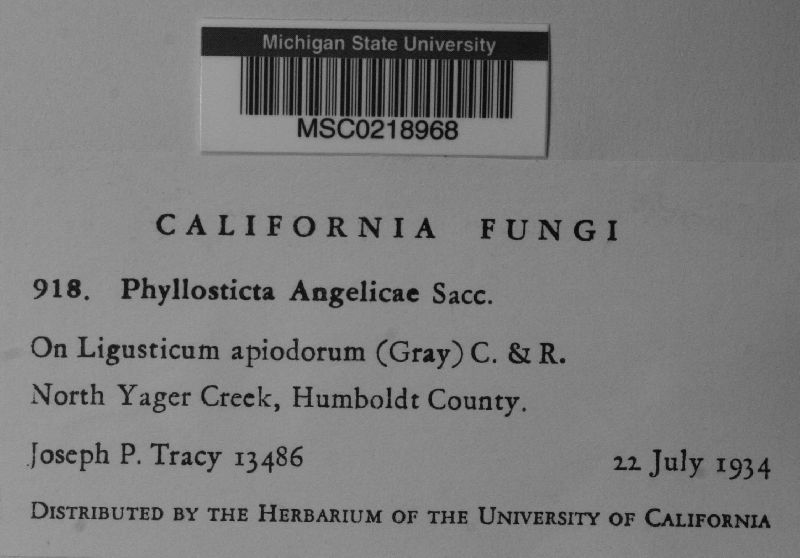 Michigan State University
MSC0218968
CALIFORNIA FUNGI
918. Phyllosticta Angelicae Sacc.
On Ligusticum apiodorum (Gray) C. & R.
North Yager Creek, Humboldt County.
Joseph P. Tracy 13486 22 July 1934
DISTRIBUTED BY THE HERBARIUM OF THE UNIVERSITY OF CALIFORNIA